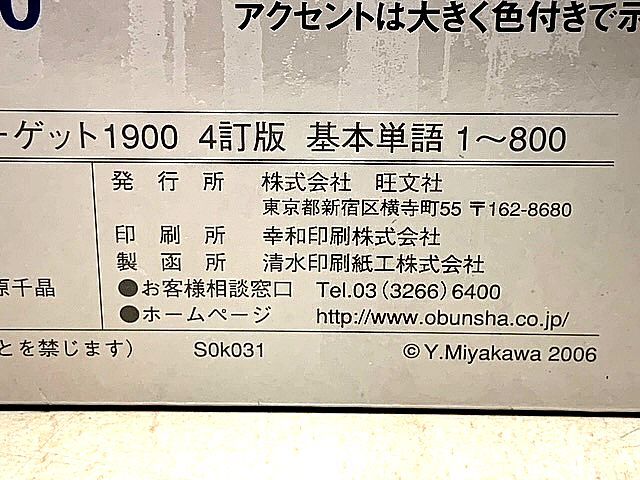 0
アクセントは大きく色付きで示
ーゲット1900 4訂版 基本単語 1～800
発行所 株式会社 旺文社
東京都新宿区横寺町55 〒162-8680
印刷所 幸和印刷株式会社
製函所 清水印刷紙工株式会社
原千晶 ●お客様相談窓口 Tel.03 (3266) 6400
●ホームページ http://www.obunsha.co.jp/
とを禁じます) S0k031 © Y.Miyakawa 2006